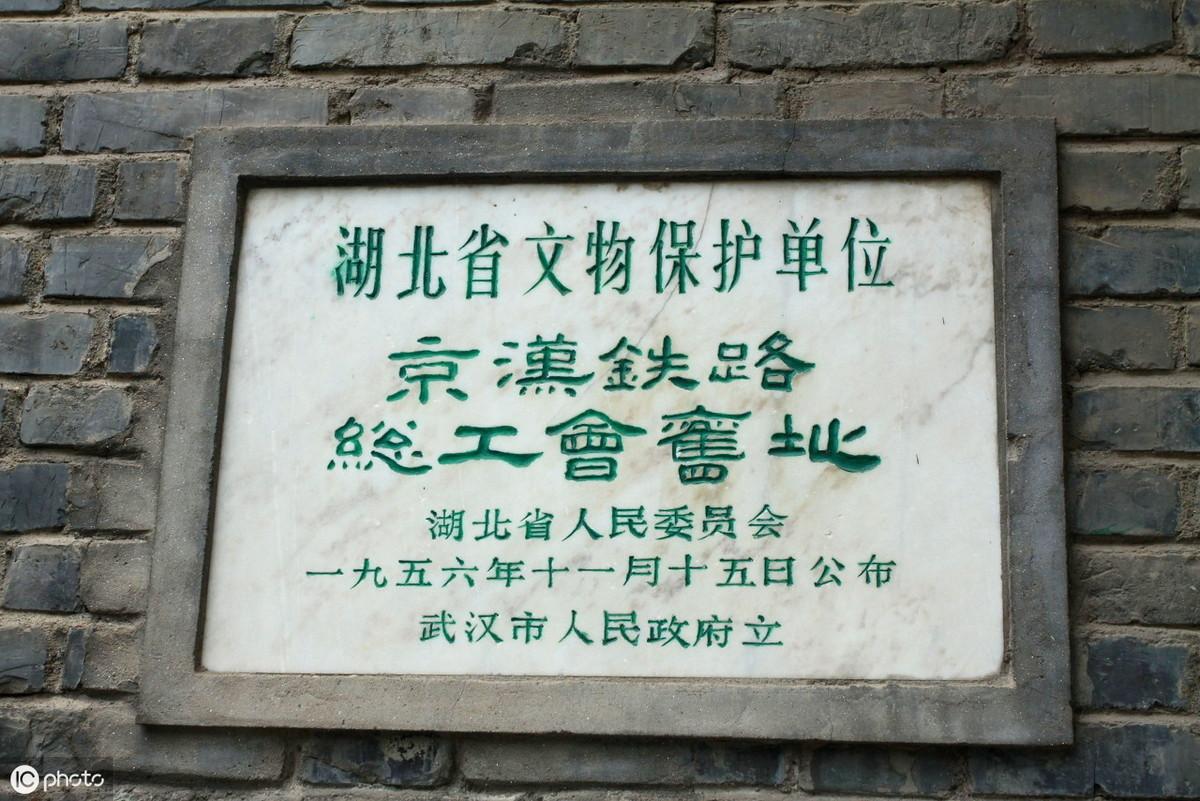 湖北省文物保护单位
京漢鉄路
総工會舊址
湖北省人民委员会
一九五六年十一月十五日公布
武汉市人民政府立
IC photo